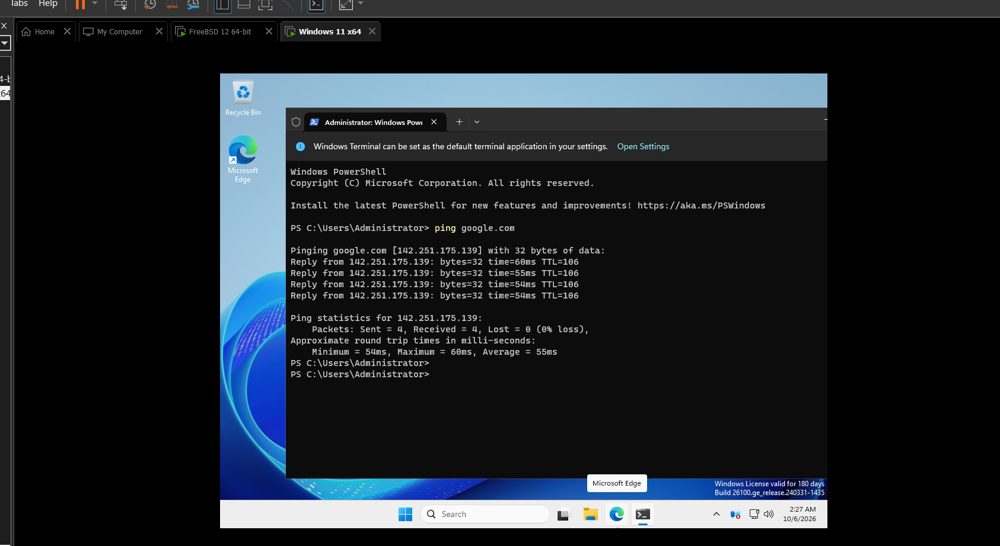 Help
Home
My Computer
FreeBSD 12 64-bit
Windows 11 x64
Recycle Bin
Microsoft
Edge
Administrator: Windows Powe
Windows Terminal can be set as the default terminal application in your settings. Open Settings
Windows PowerShell
Copyright (C) Microsoft Corporation. All rights reserved.
Install the latest PowerShell for new features and improvements! https://aka.ms/PSWindows
PS C:\Users\Administrator> ping google.com
Pinging google.com [142.251.175.139] with 32 bytes of data:
Reply from 142.251.175.139: bytes=32 time=60ms TTL=106
Reply from 142.251.175.139: bytes=32 time=55ms TTL=106
Reply from 142.251.175.139: bytes=32 time=54ms TTL=106
Reply from 142.251.175.139: bytes=32 time=54ms TTL=106
Ping statistics for 142.251.175.139:
Packets: Sent = 4, Received = 4, Lost = 0 (0% loss),
Approximate round trip times in milli-seconds:
Minimum = 54ms, Maximum = 60ms, Average = 55ms
PS C:\Users\Administrator>
PS C:\Users\Administrator>
Microsoft Edge
Windows License valid for 180 days
Build 26100.ge_release.240331-1435
Search
2:27 AM
10/6/2026